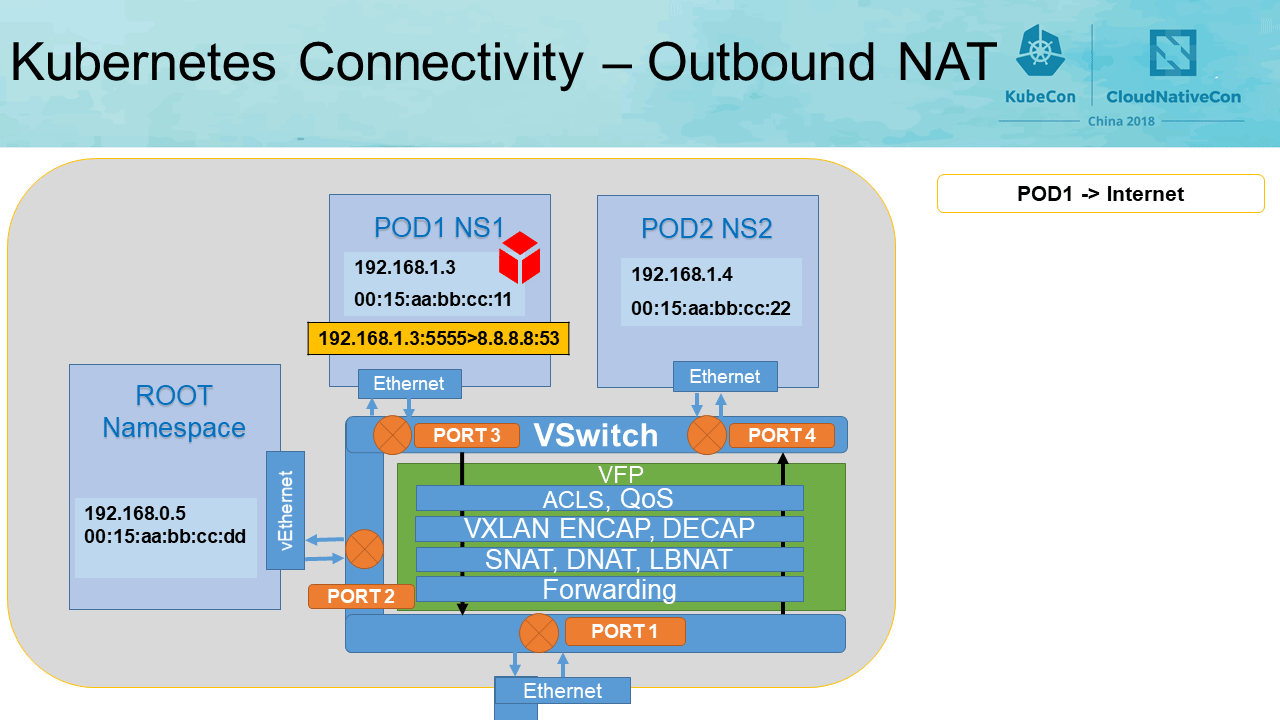 Kubernetes Connectivity – Outbound NAT
KubeCon
CloudNativeCon
China 2018
POD1 -> Internet
POD1 NS1
192.168.1.3
00:15:aa:bb:cc:11
192.168.1.3:5555>8.8.8.8:53
Ethernet
POD2 NS2
192.168.1.4
00:15:aa:bb:cc:22
Ethernet
ROOT
Namespace
192.168.0.5
00:15:aa:bb:cc:dd
vEthernet
PORT 3
VSwitch
PORT 4
VFP
ACLS, QoS
VXLAN ENCAP, DECAP
SNAT, DNAT, LBNAT
Forwarding
PORT 2
PORT 1
Ethernet